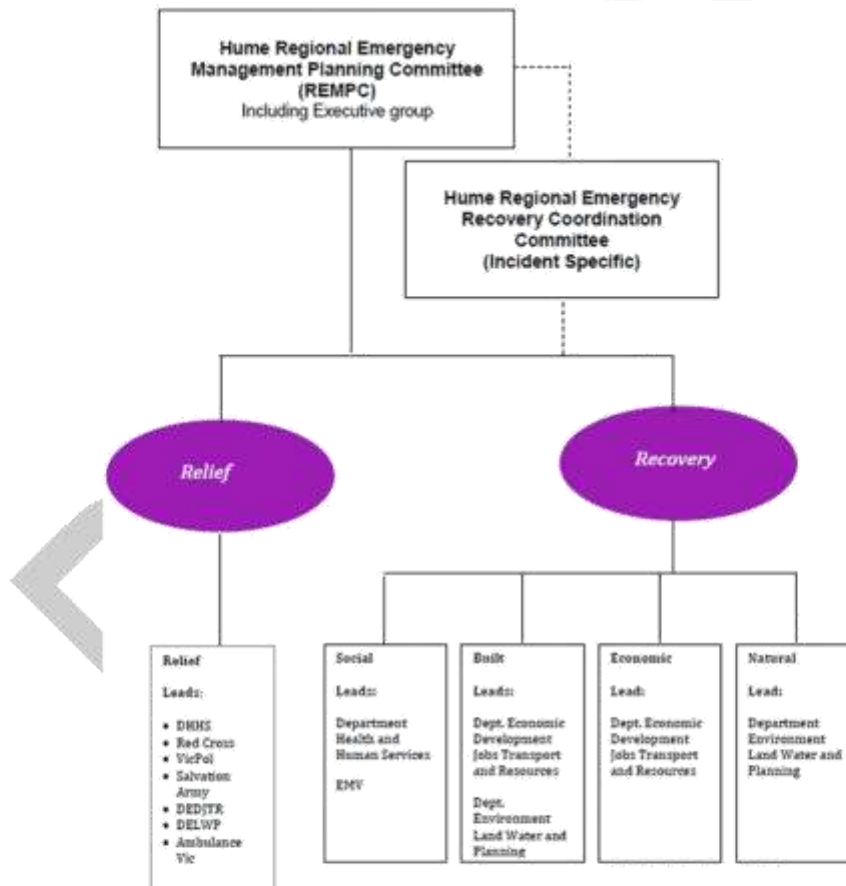 Hume Regional Emergency
Management Planning Committee
(REMPC)
Including Executive group
Hume Regional Emergency
Recovery Coordination
Committee
(Incident Specific)
Relief
Recovery
Relief
Leads:
• DHHS
• Red Cross
• VicPol
• Salvation
Army
• DEDJTR
• DELWP
• Ambulance
Vic
Social
Leads:
Department
Health and
Human Services
EMV
Built
Leads:
Dept. Economic
Development
Jobs Transport
and Resources
Dept.
Environment
Land Water and
Planning
Economic
Lead:
Dept. Economic
Development
Jobs Transport
and Resources
Natural
Lead:
Department
Environment
Land Water and
Planning